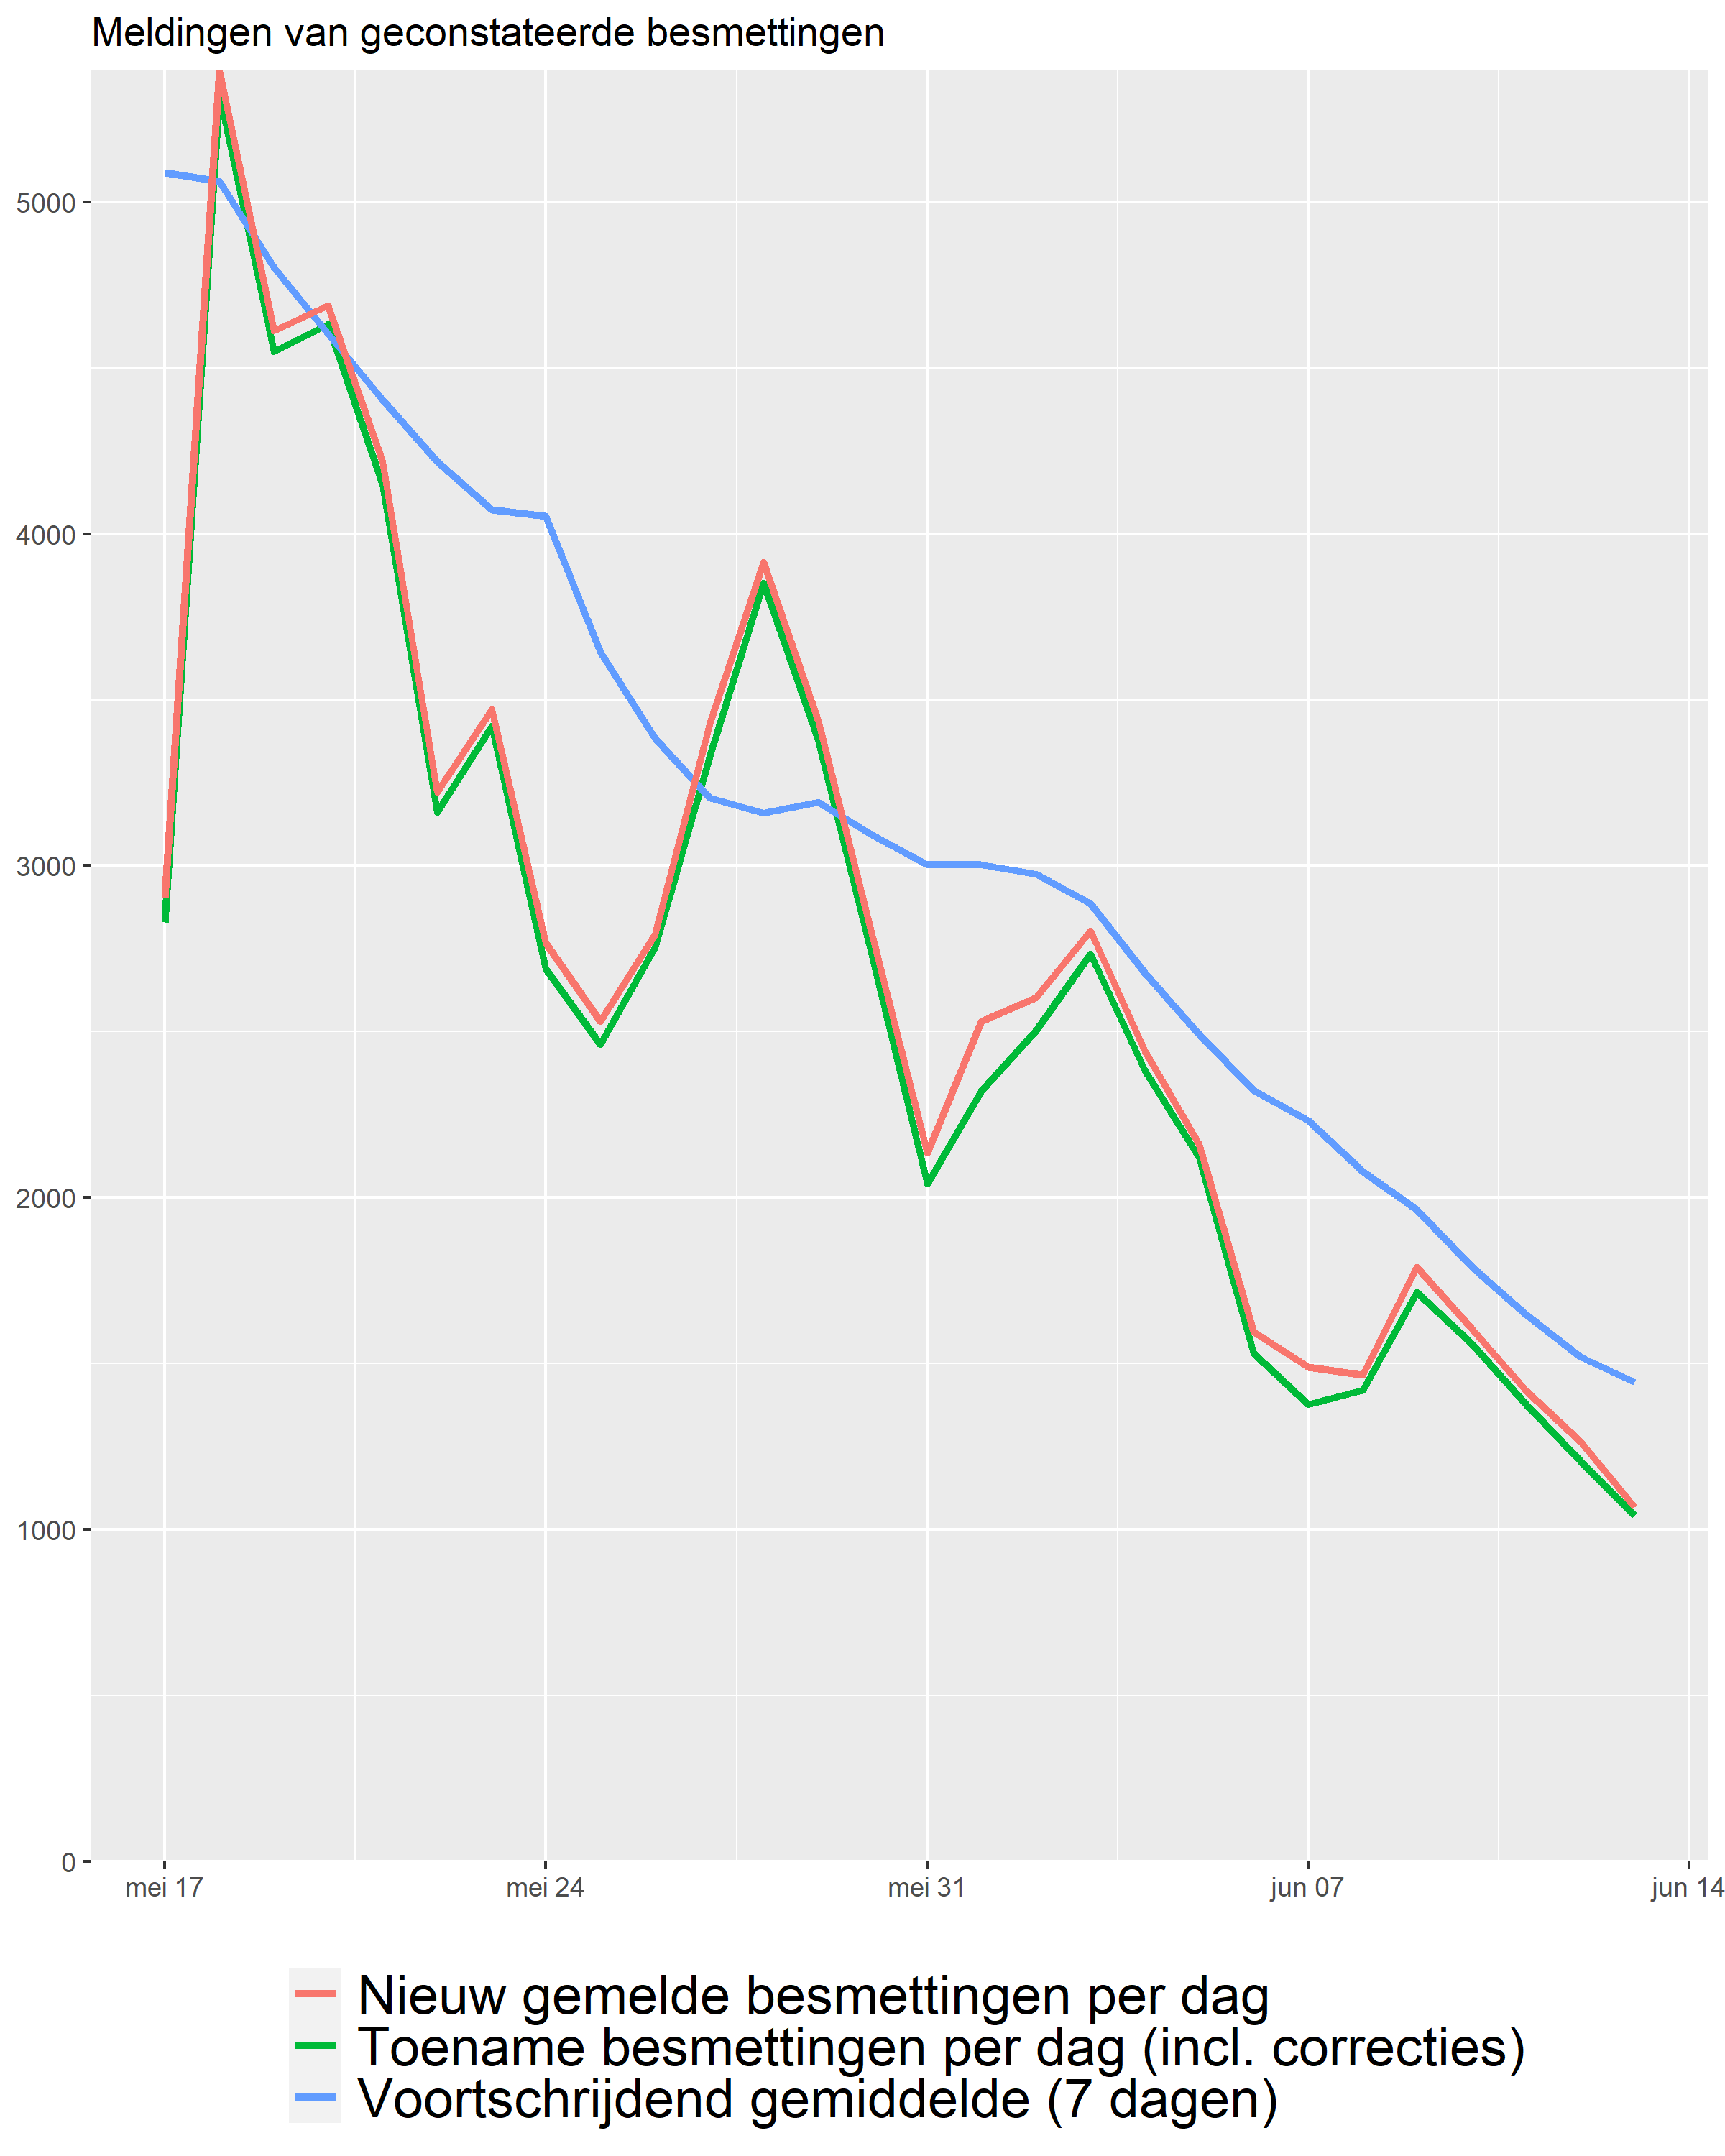 Meldingen van geconstateerde besmettingen
5000
4000
3000
2000
1000
0
mei 17 mei 24 mei 31 jun 07 jun 14
Nieuw gemelde besmettingen per dag
Toename besmettingen per dag (incl. correcties)
Voortschrijdend gemiddelde (7 dagen)